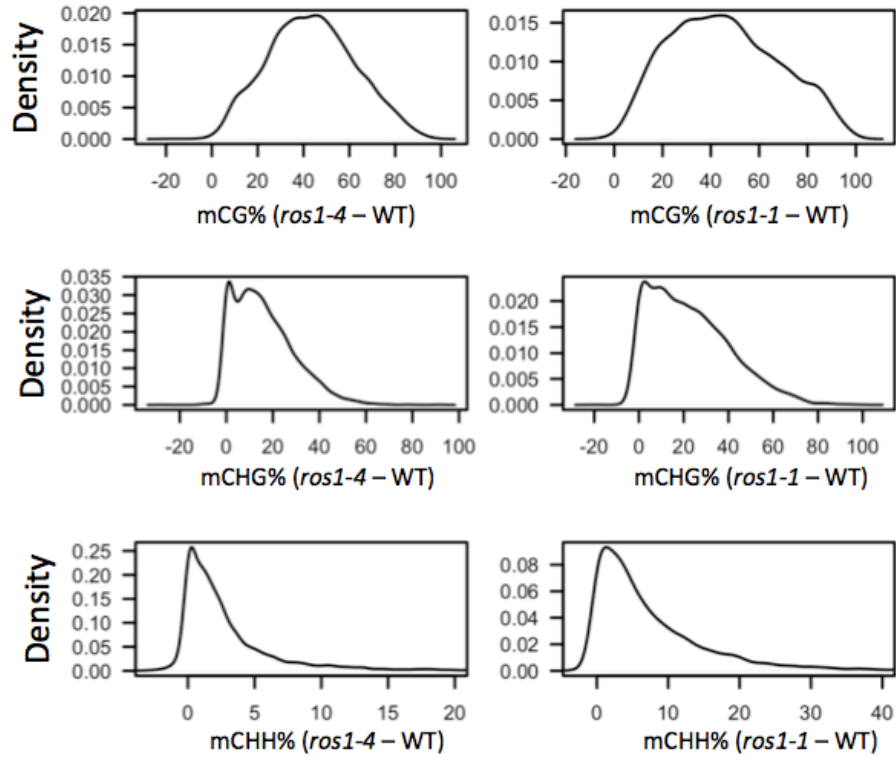 Density
0.020
0.015
0.010
0.005
0.000
-20 0 20 40 60 80 100
mCG% (ros1-4 – WT)
0.015
0.010
0.005
0.000
-20 0 20 40 60 80 100
mCG% (ros1-1 – WT)
Density
0.035
0.030
0.025
0.020
0.015
0.010
0.005
0.000
-20 0 20 40 60 80 100
mCHG% (ros1-4 – WT)
0.020
0.015
0.010
0.005
0.000
-20 0 20 40 60 80 100
mCHG% (ros1-1 – WT)
Density
0.25
0.20
0.15
0.10
0.05
0.00
0 5 10 15 20
mCHH% (ros1-4 – WT)
0.08
0.06
0.04
0.02
0.00
0 10 20 30 40
mCHH% (ros1-1 – WT)